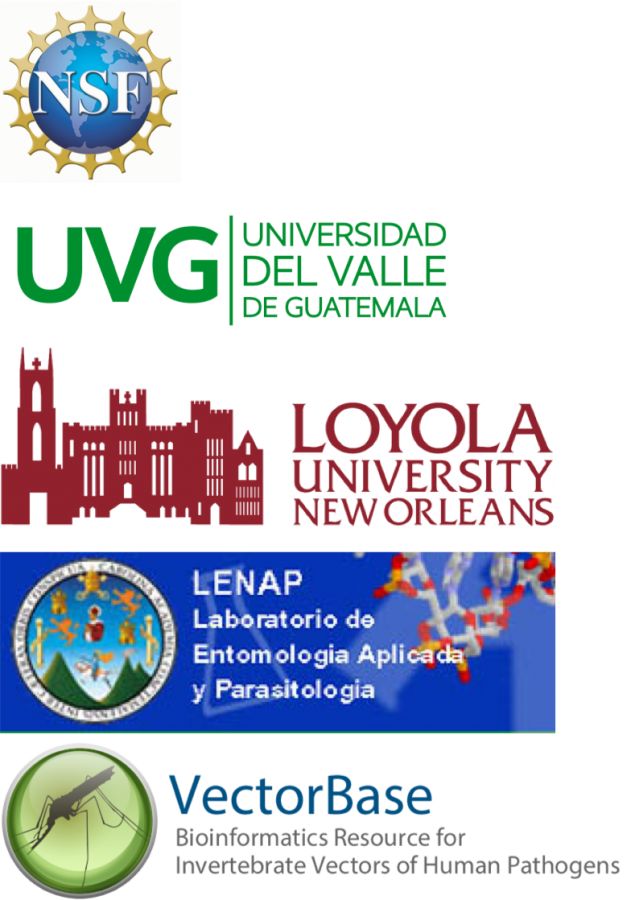 NSF
UVG
UNIVERSIDAD
DEL VALLE
DE GUATEMALA
LOYOLA
UNIVERSITY
NEW ORLEANS
LENAP
Laboratorio de
Entomologia Aplicada
y Parasitologia
VectorBase
Bioinformatics Resource for
Invertebrate Vectors of Human Pathogens